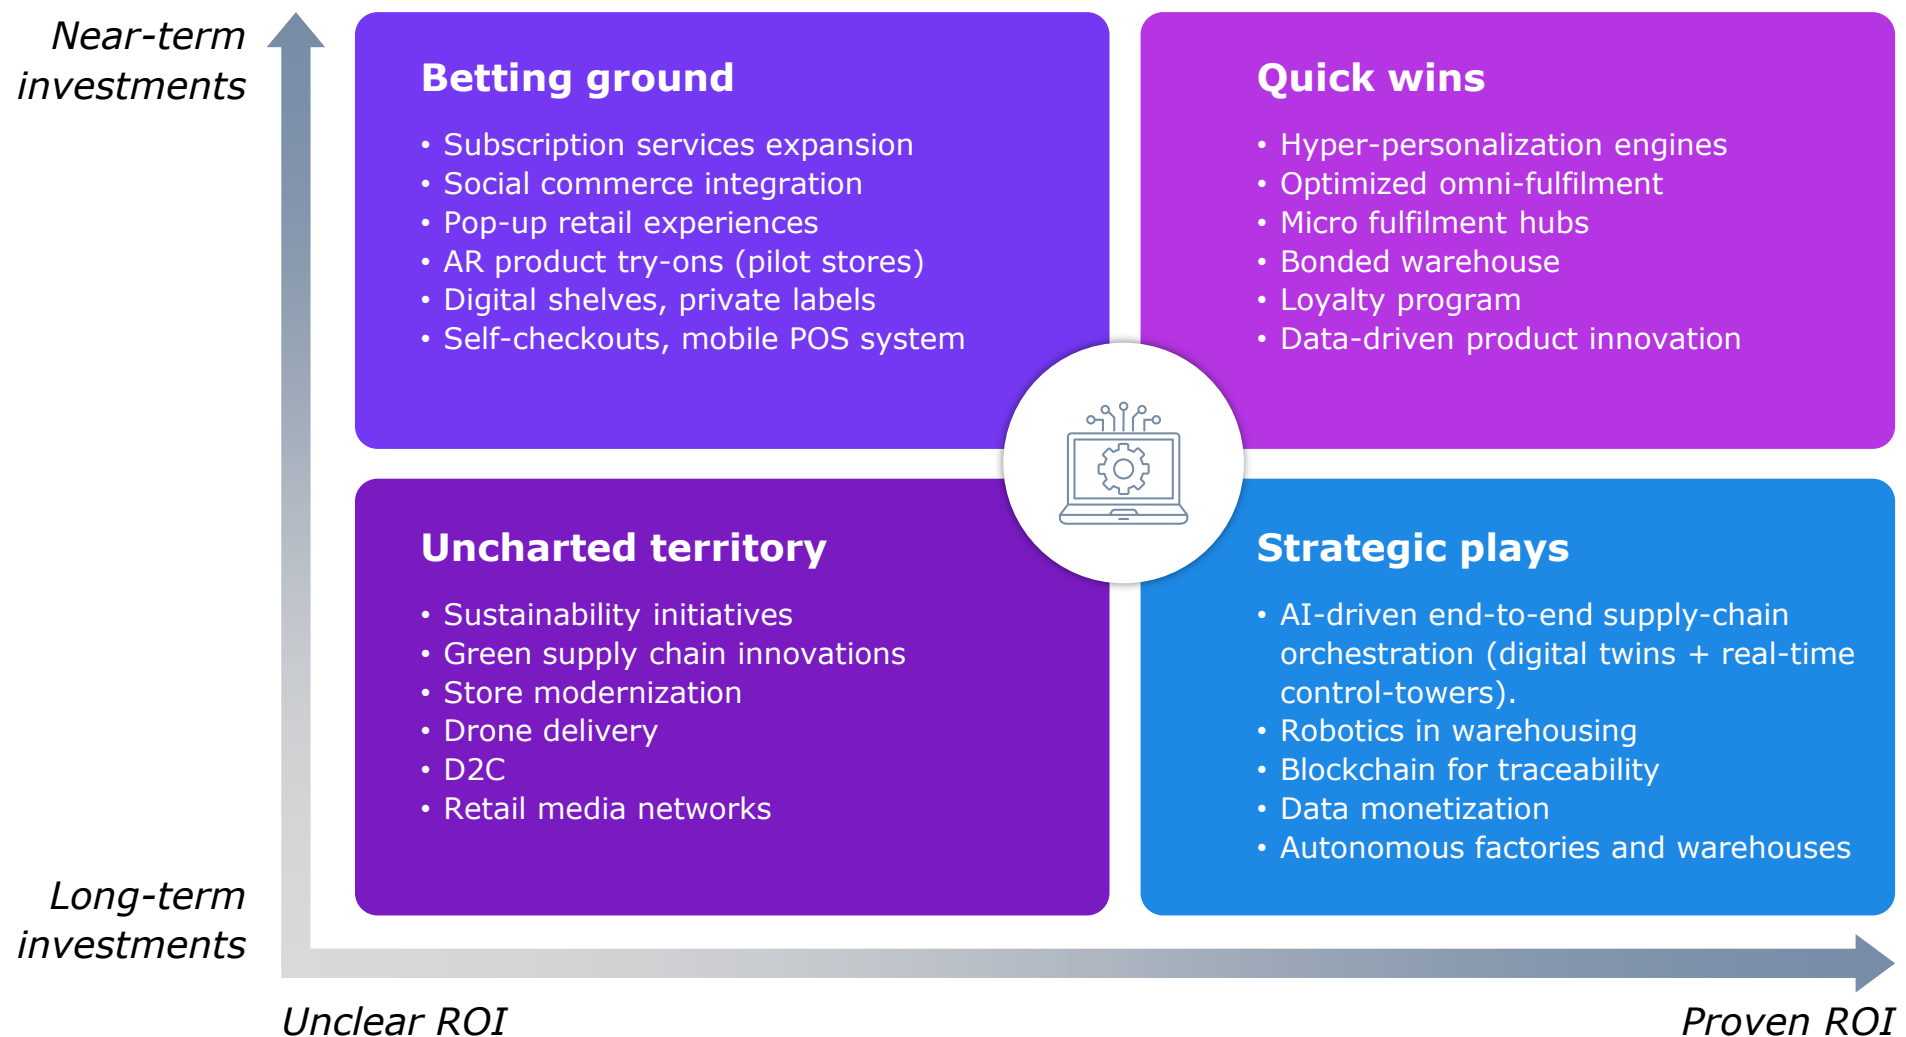 Near-term
investments
Betting ground
• Subscription services expansion
• Social commerce integration
• Pop-up retail experiences
• AR product try-ons (pilot stores)
• Digital shelves, private labels
• Self-checkouts, mobile POS system
Quick wins
• Hyper-personalization engines
• Optimized omni-fulfilment
• Micro fulfilment hubs
• Bonded warehouse
• Loyalty program
• Data-driven product innovation
Uncharted territory
• Sustainability initiatives
• Green supply chain innovations
• Store modernization
• Drone delivery
• D2C
• Retail media networks
Strategic plays
• AI-driven end-to-end supply-chain
orchestration (digital twins + real-time
control-towers).
• Robotics in warehousing
• Blockchain for traceability
• Data monetization
• Autonomous factories and warehouses
Long-term
investments
Unclear ROI
Proven ROI